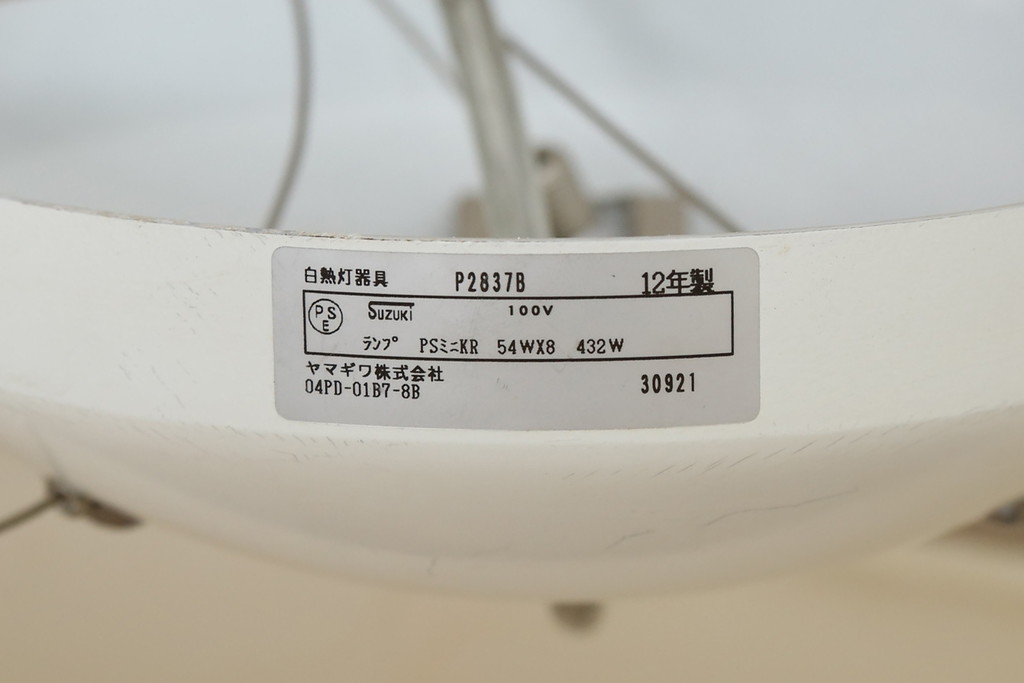 白熱灯器具 P2837B 12年製
PSE SUZUKI 100V
ランプ PSミニKR 54WX8 432W
ヤマギワ株式会社
04PD-01B7-8B 30921